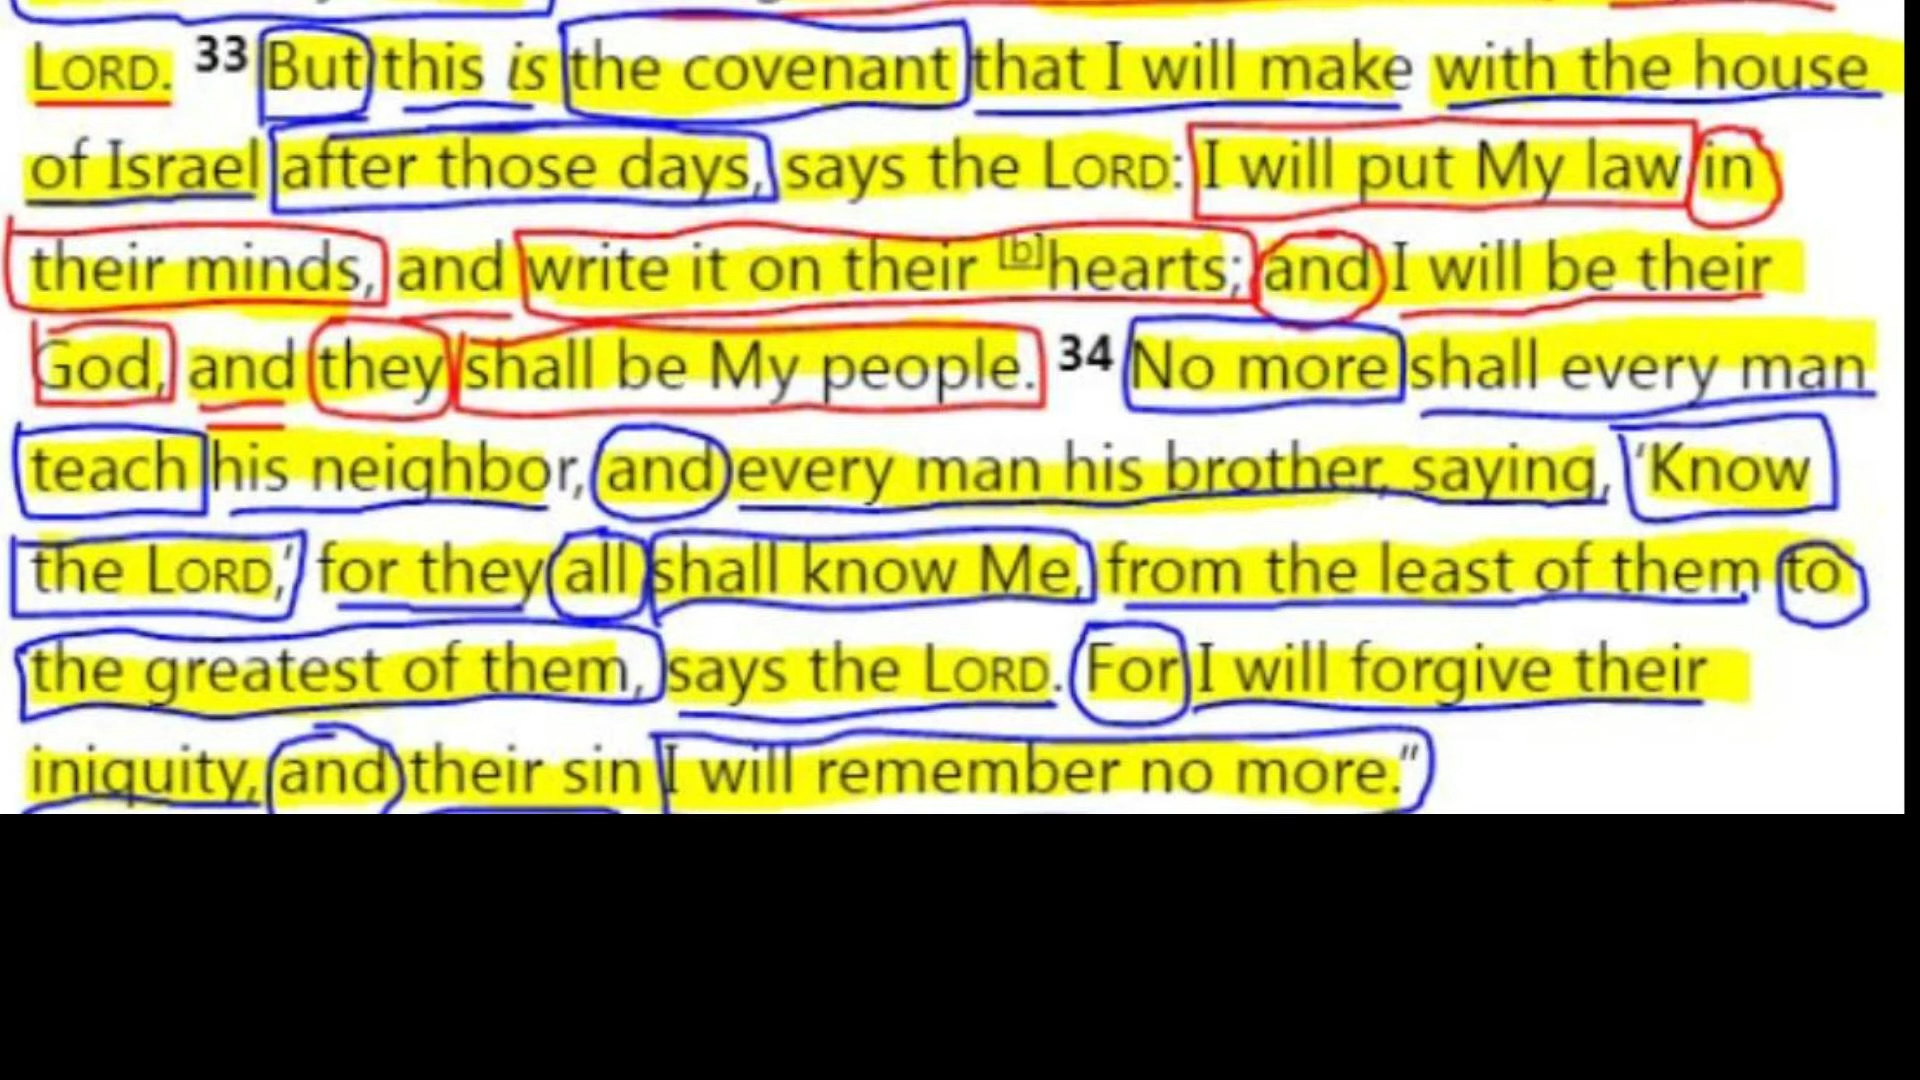 LORD. 33 But this is the covenant that I will make with the house
of Israel after those days, says the LORD: I will put My law in
their minds, and write it on their [b]hearts; and I will be their
God, and they shall be My people. 34 No more shall every man
teach his neighbor, and every man his brother, saying, ‘Know
the LORD,’ for they all shall know Me, from the least of them to
the greatest of them, says the LORD. For I will forgive their
iniquity, and their sin I will remember no more.”